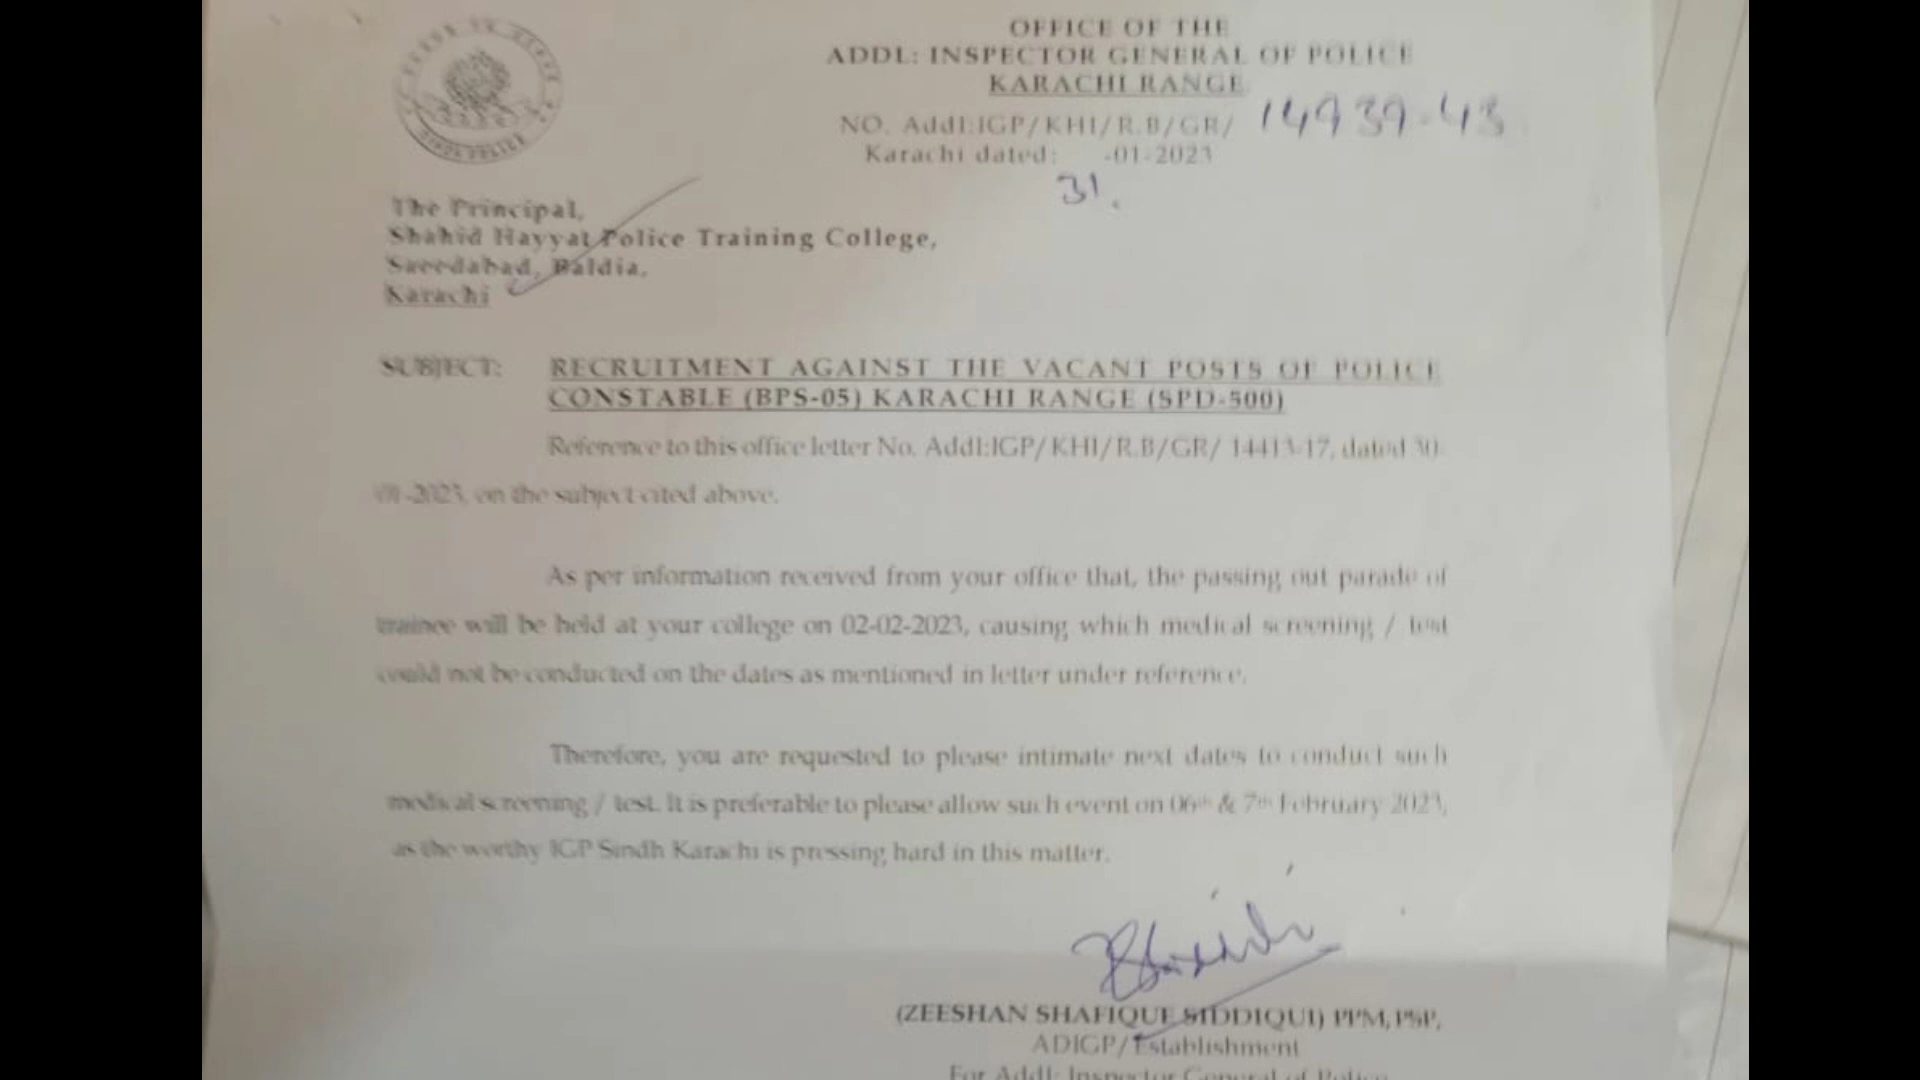 OFFICE OF THE
ADDL: INSPECTOR GENERAL OF POLICE
KARACHI RANGE
NO. Addl:IGP/KHI/R.B/GR/ 14939-43
Karachi dated: -01-2023
31.
The Principal,
Shahid Hayyat Police Training College,
Saeedabad, Baldia,
Karachi
SUBJECT: RECRUITMENT AGAINST THE VACANT POSTS OF POLICE
CONSTABLE (BPS-05) KARACHI RANGE (SPD-500)
Reference to this office letter No. Addl:IGP/KHI/R.B/GR/ 14413-17, dated 30-
01-2023, on the subject cited above.
As per information received from your office that, the passing out parade of
trainee will be held at your college on 02-02-2023, causing which medical screening / test
could not be conducted on the dates as mentioned in letter under reference.
Therefore, you are requested to please intimate next dates to conduct such
medical screening / test. It is preferable to please allow such event on 06th & 7th February 2023,
as the worthy IGP Sindh Karachi is pressing hard in this matter.
(ZEESHAN SHAFIQUE SIDDIQUI) PPM, PSP,
ADIGP/Establishment
For Addl: Inspector General of Police